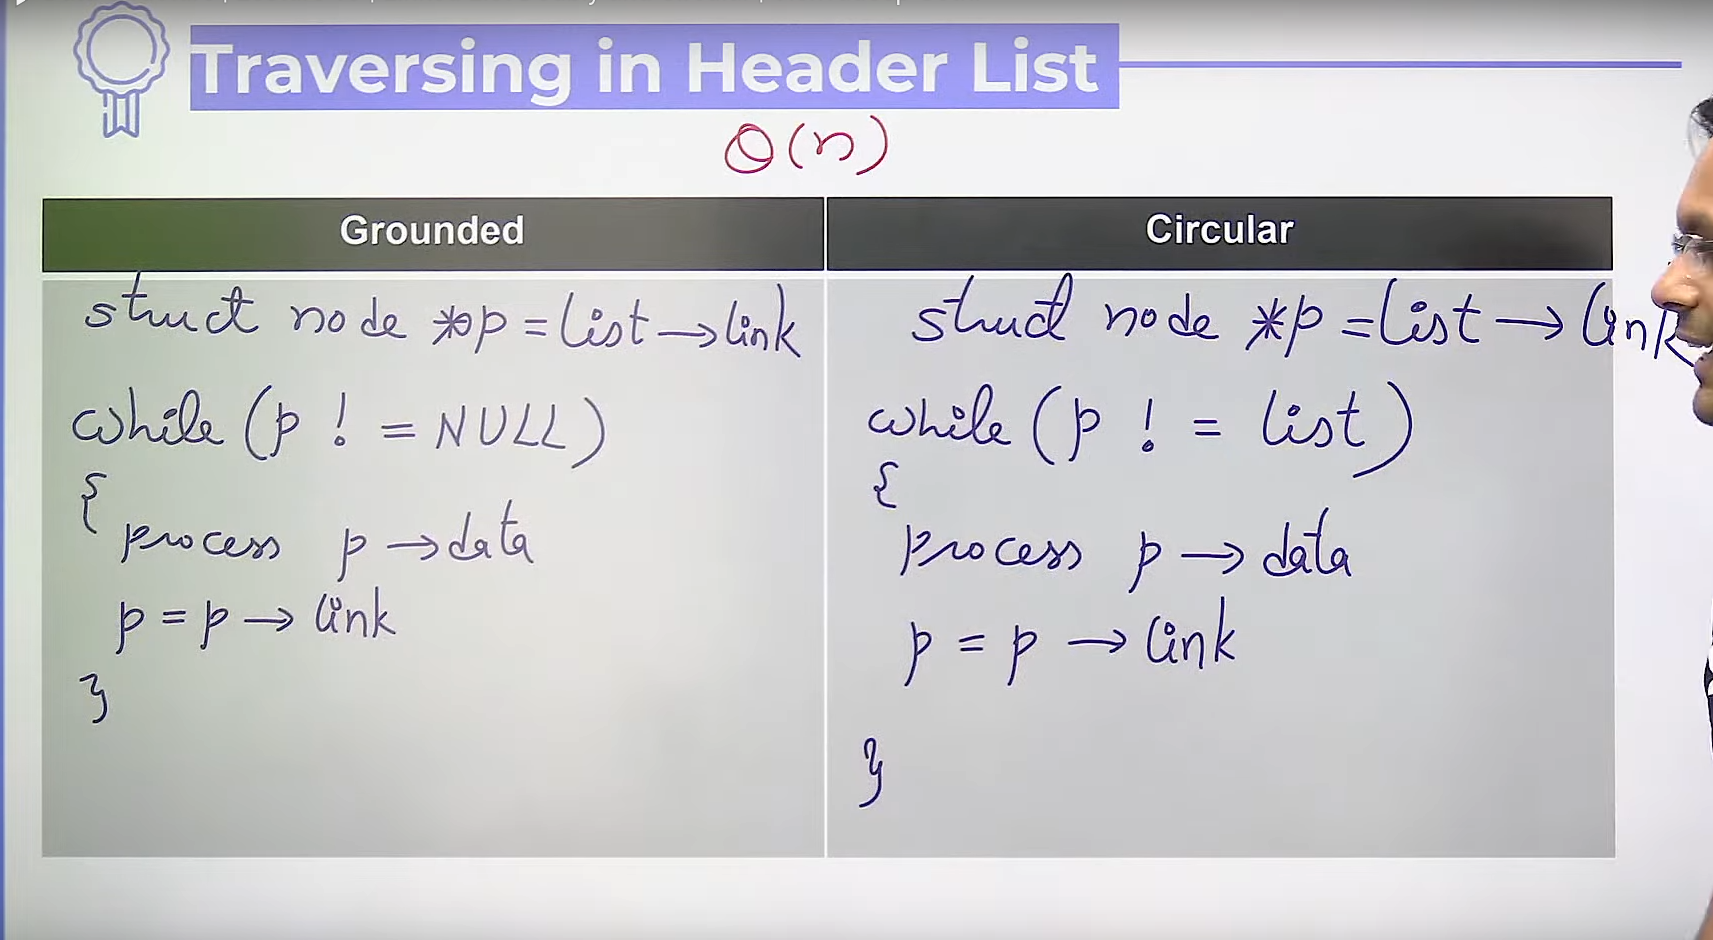 Traversing in Header List
θ(n)
Grounded
struct node *p = list → link
while (p ! = NULL)
{
process p → data
p = p → link
}
Circular
struct node *p = list → link
while (p ! = list)
{
process p → data
p = p → link
}